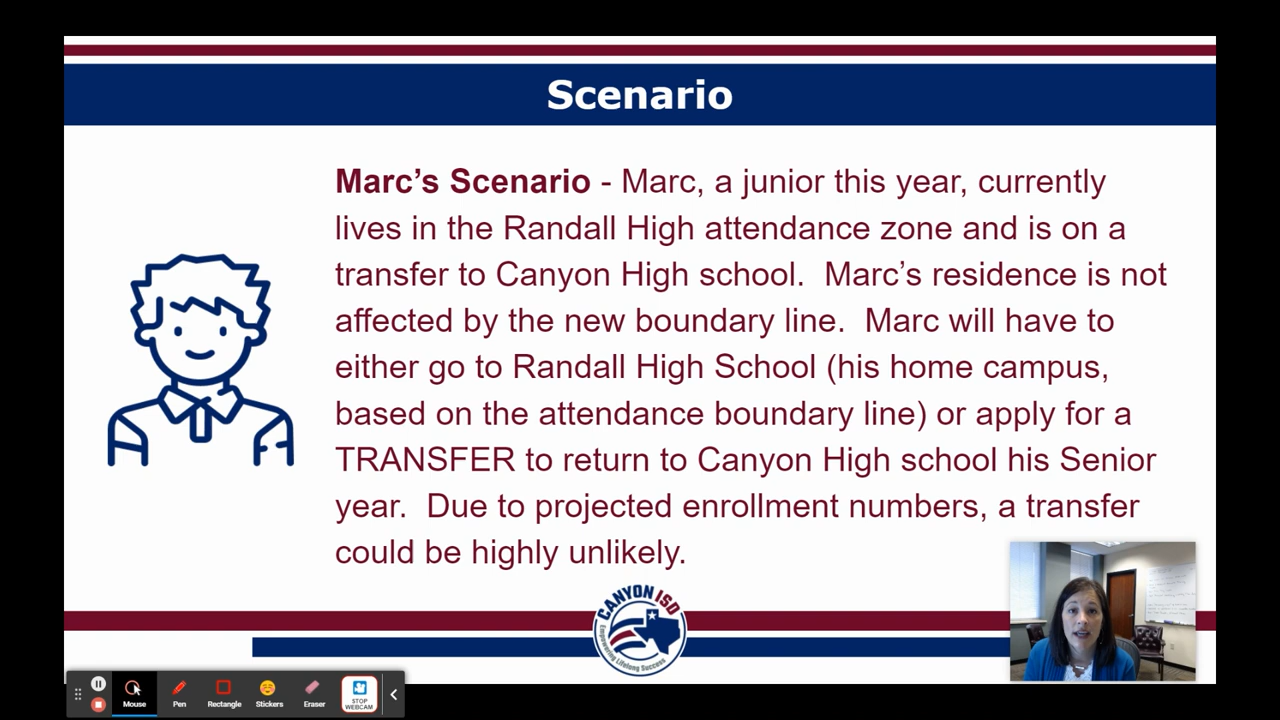 Scenario
Marc's Scenario - Marc, a junior this year, currently
lives in the Randall High attendance zone and is on a
transfer to Canyon High school.  Marc's residence is not
affected by the new boundary line.  Marc will have to
either go to Randall High School (his home campus,
based on the attendance boundary line) or apply for a
TRANSFER to return to Canyon High school his Senior
year.  Due to projected enrollment numbers, a transfer
could be highly unlikely.
CANYON ISD
Empowering Lifelong Success
Mouse
Pen
Rectangle
Stickers
Eraser
STOP
WEBCAM